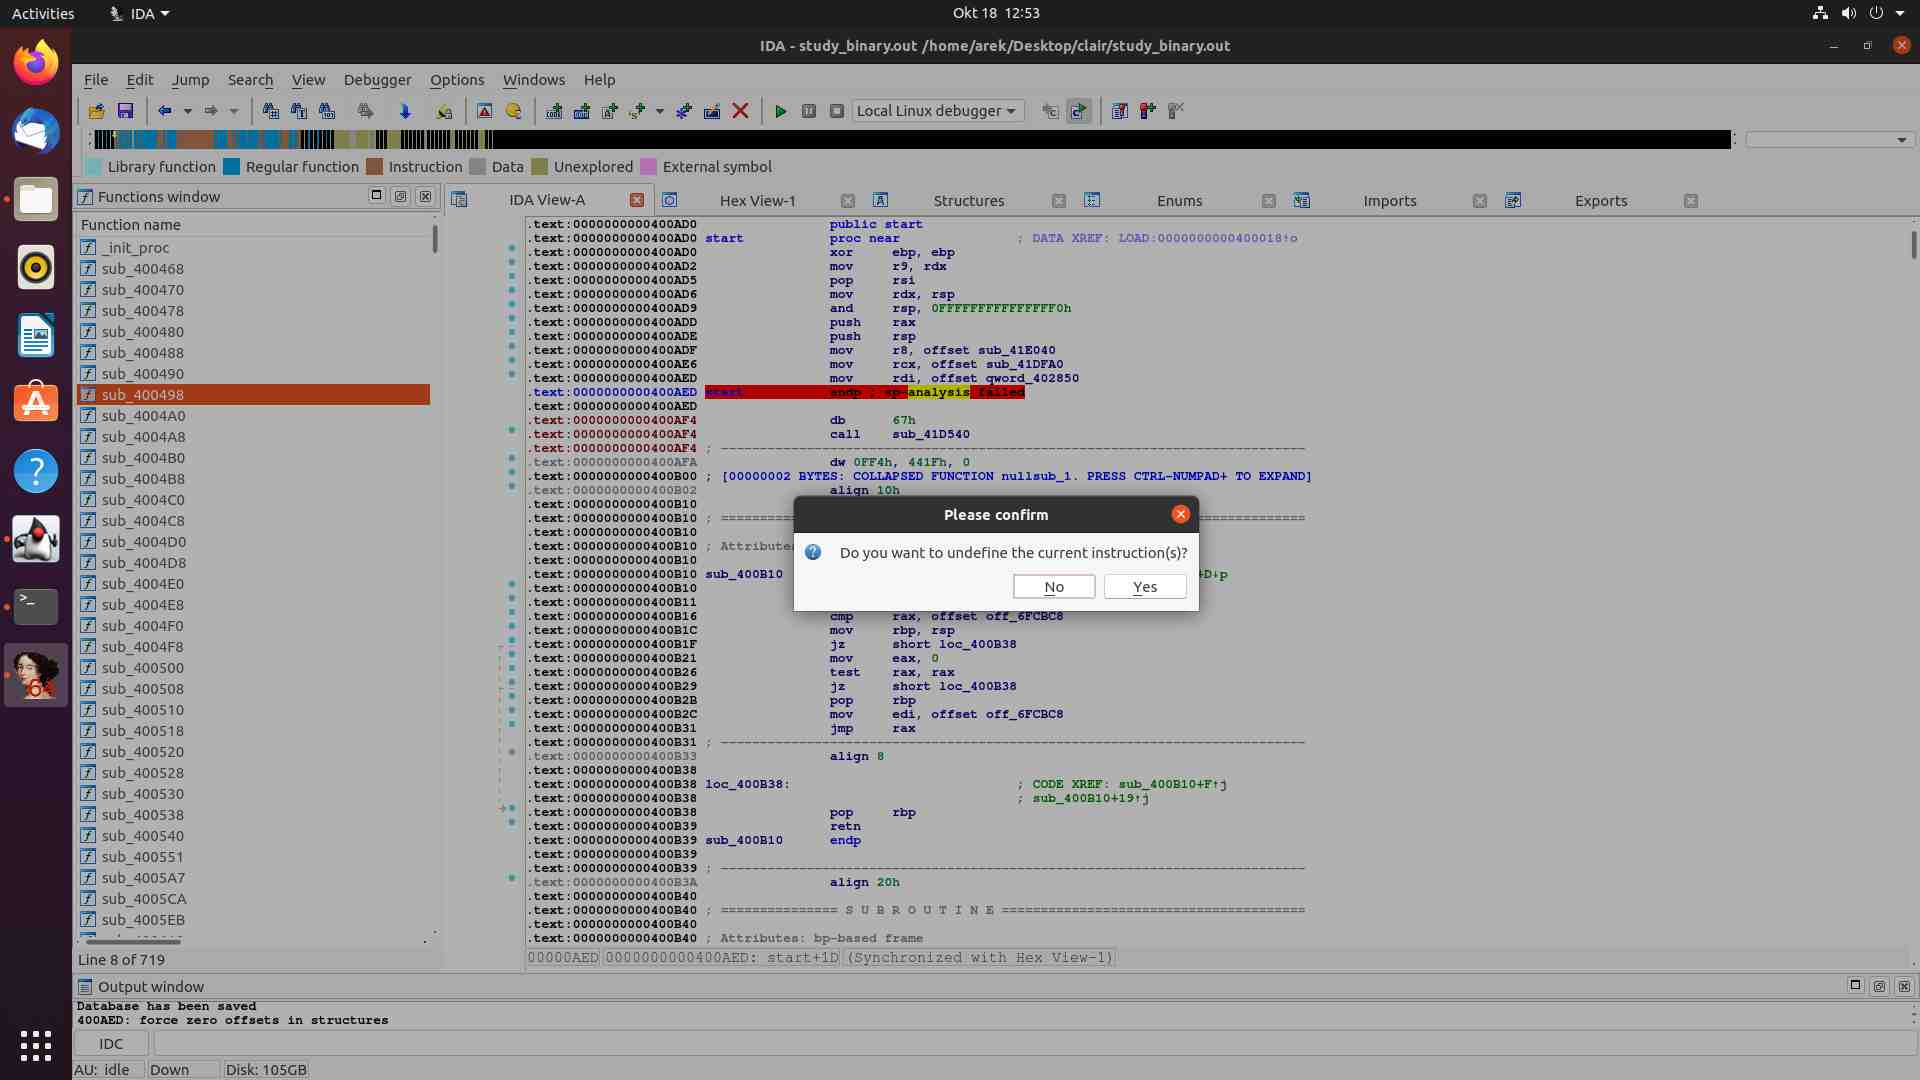 Activities IDA Okt 18 12:53
IDA - study_binary.out /home/arek/Desktop/clair/study_binary.out
File Edit Jump Search View Debugger Options Windows Help
Local Linux debugger
Library function Regular function Instruction Data Unexplored External symbol
Functions window
IDA View-A Hex View-1 Structures Enums Imports Exports
Function name
_init_proc
sub_400468
sub_400470
sub_400478
sub_400480
sub_400488
sub_400490
sub_400498
sub_4004A0
sub_4004A8
sub_4004B0
sub_4004B8
sub_4004C0
sub_4004C8
sub_4004D0
sub_4004D8
sub_4004E0
sub_4004E8
sub_4004F0
sub_4004F8
sub_400500
sub_400508
sub_400510
sub_400518
sub_400520
sub_400528
sub_400530
sub_400538
sub_400540
sub_400551
sub_4005A7
sub_4005CA
sub_4005EB
Line 8 of 719
.text:0000000000400AD0 public start
.text:0000000000400AD0 start proc near ; DATA XREF: LOAD:0000000000400018↑o
.text:0000000000400AD0 xor ebp, ebp
.text:0000000000400AD2 mov r9, rdx
.text:0000000000400AD5 pop rsi
.text:0000000000400AD6 mov rdx, rsp
.text:0000000000400AD9 and rsp, 0FFFFFFFFFFFFFFF0h
.text:0000000000400ADD push rax
.text:0000000000400ADE push rsp
.text:0000000000400ADF mov r8, offset sub_41E040
.text:0000000000400AE6 mov rcx, offset sub_41DFA0
.text:0000000000400AED mov rdi, offset qword_402850
.text:0000000000400AED start endp ; sp-analysis failed
.text:0000000000400AED
.text:0000000000400AF4 db 67h
.text:0000000000400AF4 call sub_41D540
.text:0000000000400AF4 ; ---------------------------------------------------------------------------
.text:0000000000400AFA dw 0FF4h, 441Fh, 0
.text:0000000000400B00 ; [00000002 BYTES: COLLAPSED FUNCTION nullsub_1. PRESS CTRL-NUMPAD+ TO EXPAND]
.text:0000000000400B02 align 10h
.text:0000000000400B10
.text:0000000000400B10 ; ===============
.text:0000000000400B10
.text:0000000000400B10 ; Attributes
.text:0000000000400B10
.text:0000000000400B10 sub_400B10 +D↓p
.text:0000000000400B10
.text:0000000000400B11
.text:0000000000400B16 cmp rax, offset off_6FCBC8
.text:0000000000400B1C mov rbp, rsp
.text:0000000000400B1F jz short loc_400B38
.text:0000000000400B21 mov eax, 0
.text:0000000000400B26 test rax, rax
.text:0000000000400B29 jz short loc_400B38
.text:0000000000400B2B pop rbp
.text:0000000000400B2C mov edi, offset off_6FCBC8
.text:0000000000400B31 jmp rax
.text:0000000000400B31 ; ---------------------------------------------------------------------------
.text:0000000000400B33 align 8
.text:0000000000400B38
.text:0000000000400B38 loc_400B38: ; CODE XREF: sub_400B10+F↑j
.text:0000000000400B38 ; sub_400B10+19↑j
.text:0000000000400B38 pop rbp
.text:0000000000400B39 retn
.text:0000000000400B39 sub_400B10 endp
.text:0000000000400B39
.text:0000000000400B39 ; ---------------------------------------------------------------------------
.text:0000000000400B3A align 20h
.text:0000000000400B40
.text:0000000000400B40 ; =============== S U B R O U T I N E =======================================
.text:0000000000400B40
.text:0000000000400B40 ; Attributes: bp-based frame
00000AED 0000000000400AED: start+1D (Synchronized with Hex View-1)
Please confirm
Do you want to undefine the current instruction(s)?
No Yes
Output window
Database has been saved
400AED: force zero offsets in structures
IDC
AU: idle Down Disk: 105GB
64